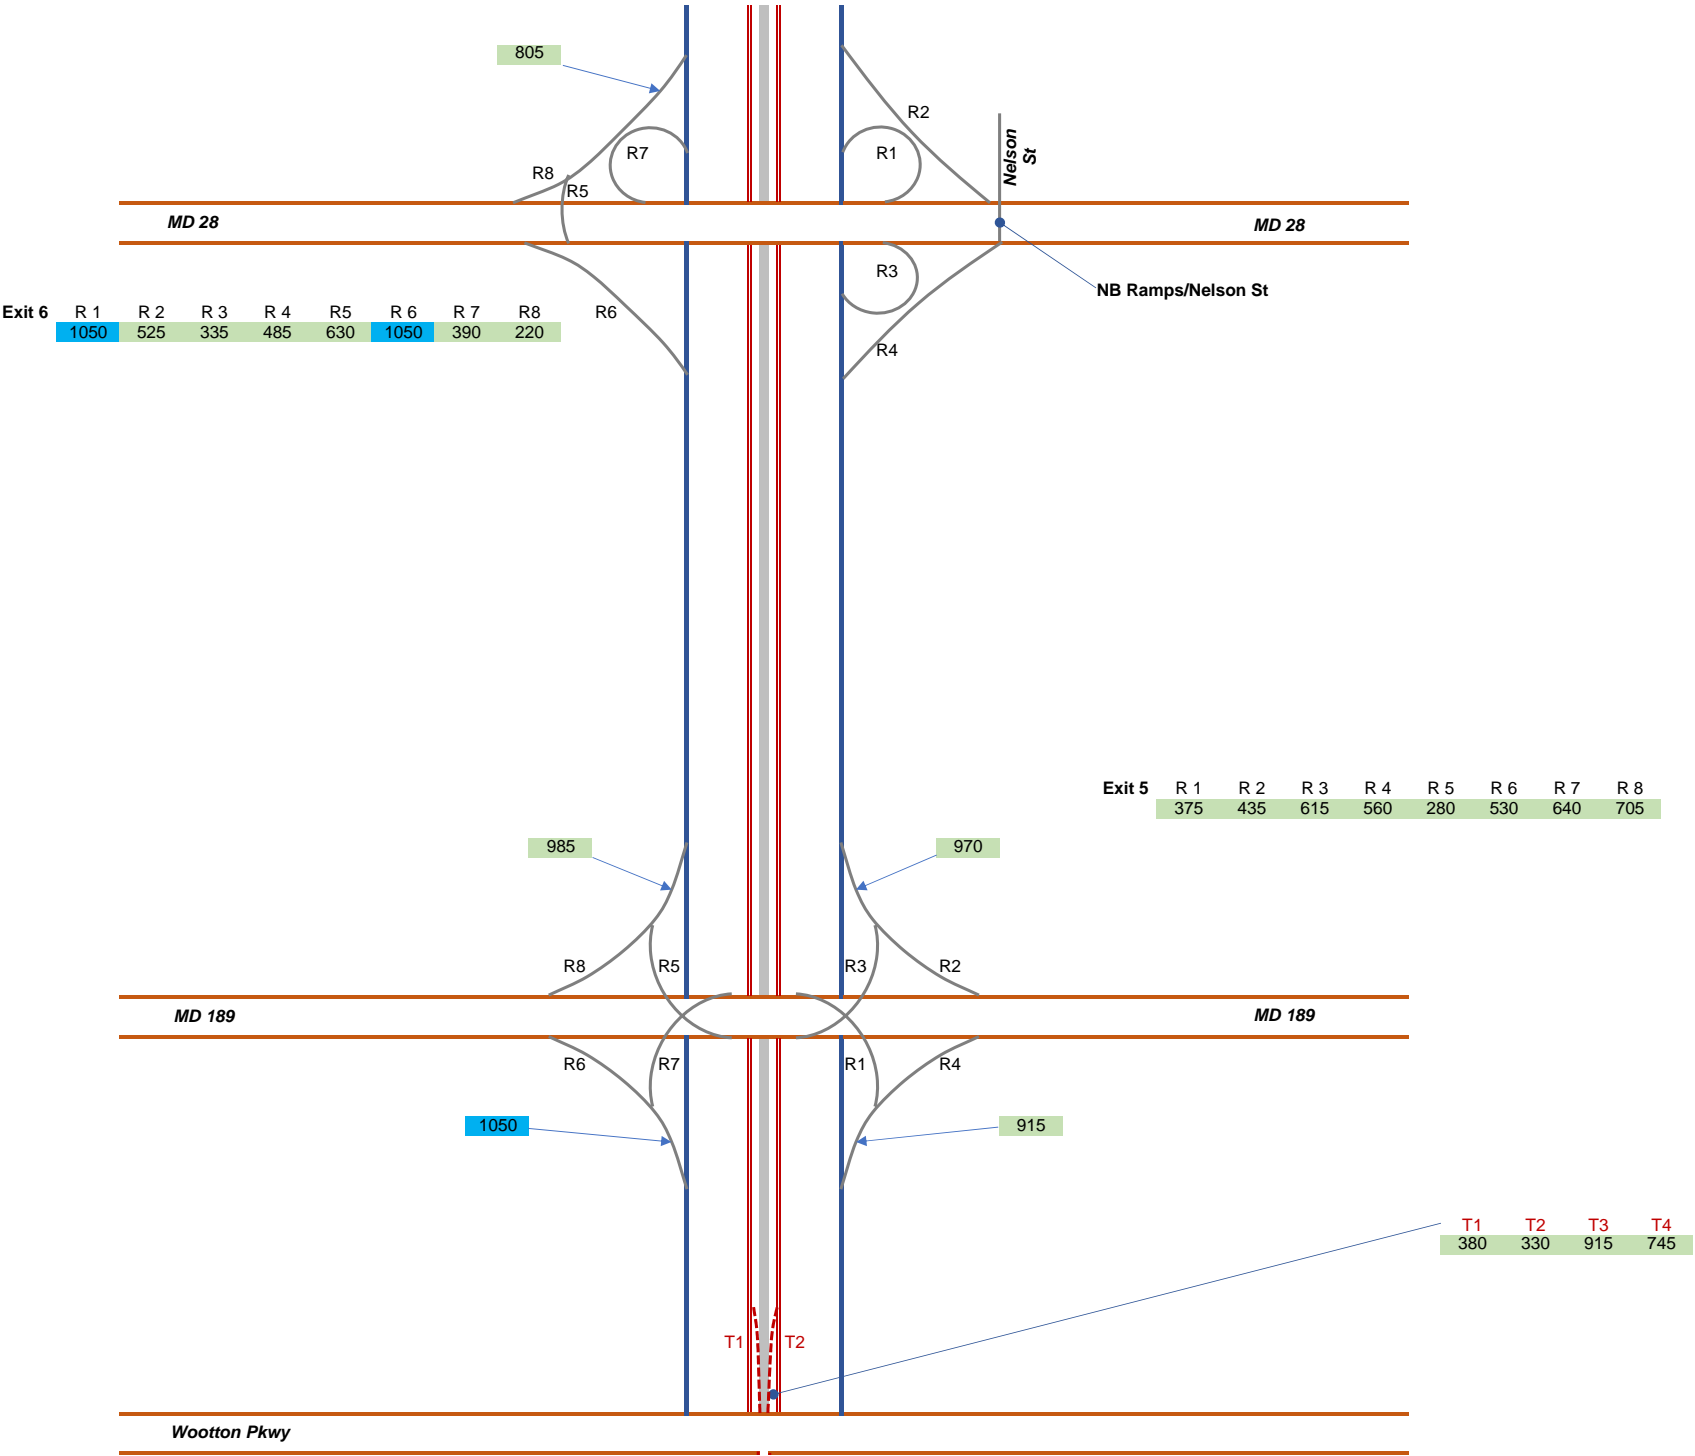 805
R2
Nelson
St
R7
R1
R8
R5
MD 28
MD 28
R3
NB Ramps/Nelson St
Exit 6 R 1 R 2 R 3 R 4 R5 R 6 R 7 R8
R6
1050 525 335 485 630 1050 390 220
R4
Exit 5 R 1 R 2 R 3 R 4 R 5 R 6 R 7 R 8
375 435 615 560 280 530 640 705
985
970
R8
R5
R3
R2
MD 189
MD 189
R6
R7
R1
R4
1050
915
T1 T2 T3 T4
380 330 915 745
T1
T2
Wootton Pkwy